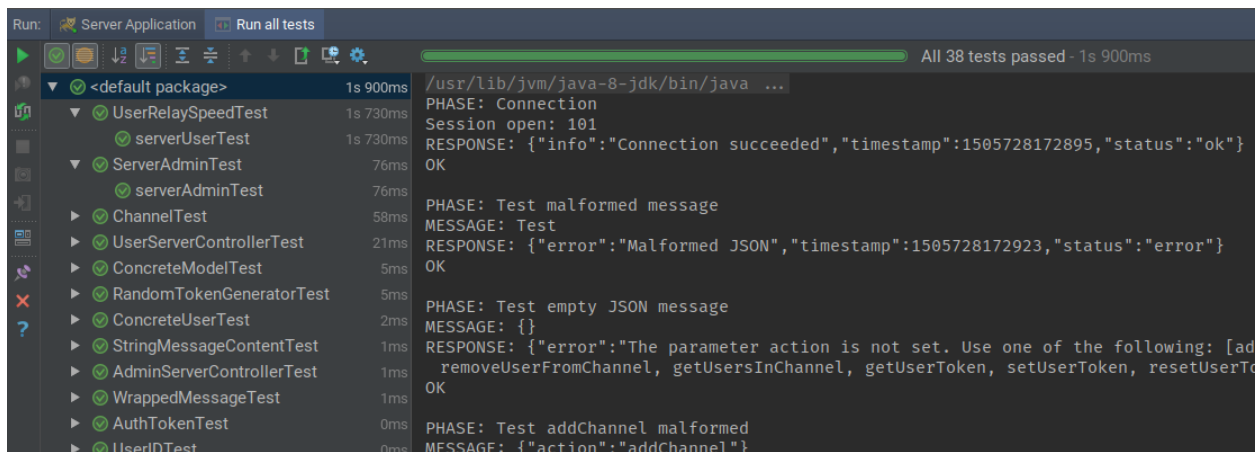 Run: Server Application Run all tests
All 38 tests passed - 1s 900ms
<default package> 1s 900ms
UserRelaySpeedTest 1s 730ms
serverUserTest 1s 730ms
ServerAdminTest 76ms
serverAdminTest 76ms
ChannelTest 58ms
UserServerControllerTest 21ms
ConcreteModelTest 5ms
RandomTokenGeneratorTest 5ms
ConcreteUserTest 2ms
StringMessageContentTest 1ms
AdminServerControllerTest 1ms
WrappedMessageTest 1ms
AuthTokenTest 0ms
UserIDTest 0ms
/usr/lib/jvm/java-8-jdk/bin/java ...
PHASE: Connection
Session open: 101
RESPONSE: {"info":"Connection succeeded","timestamp":1505728172895,"status":"ok"}
OK
PHASE: Test malformed message
MESSAGE: Test
RESPONSE: {"error":"Malformed JSON","timestamp":1505728172923,"status":"error"}
OK
PHASE: Test empty JSON message
MESSAGE: {}
RESPONSE: {"error":"The parameter action is not set. Use one of the following: [ad
removeUserFromChannel, getUsersInChannel, getUserToken, setUserToken, resetUserTo
OK
PHASE: Test addChannel malformed
MESSAGE: {"action":"addChannel"}